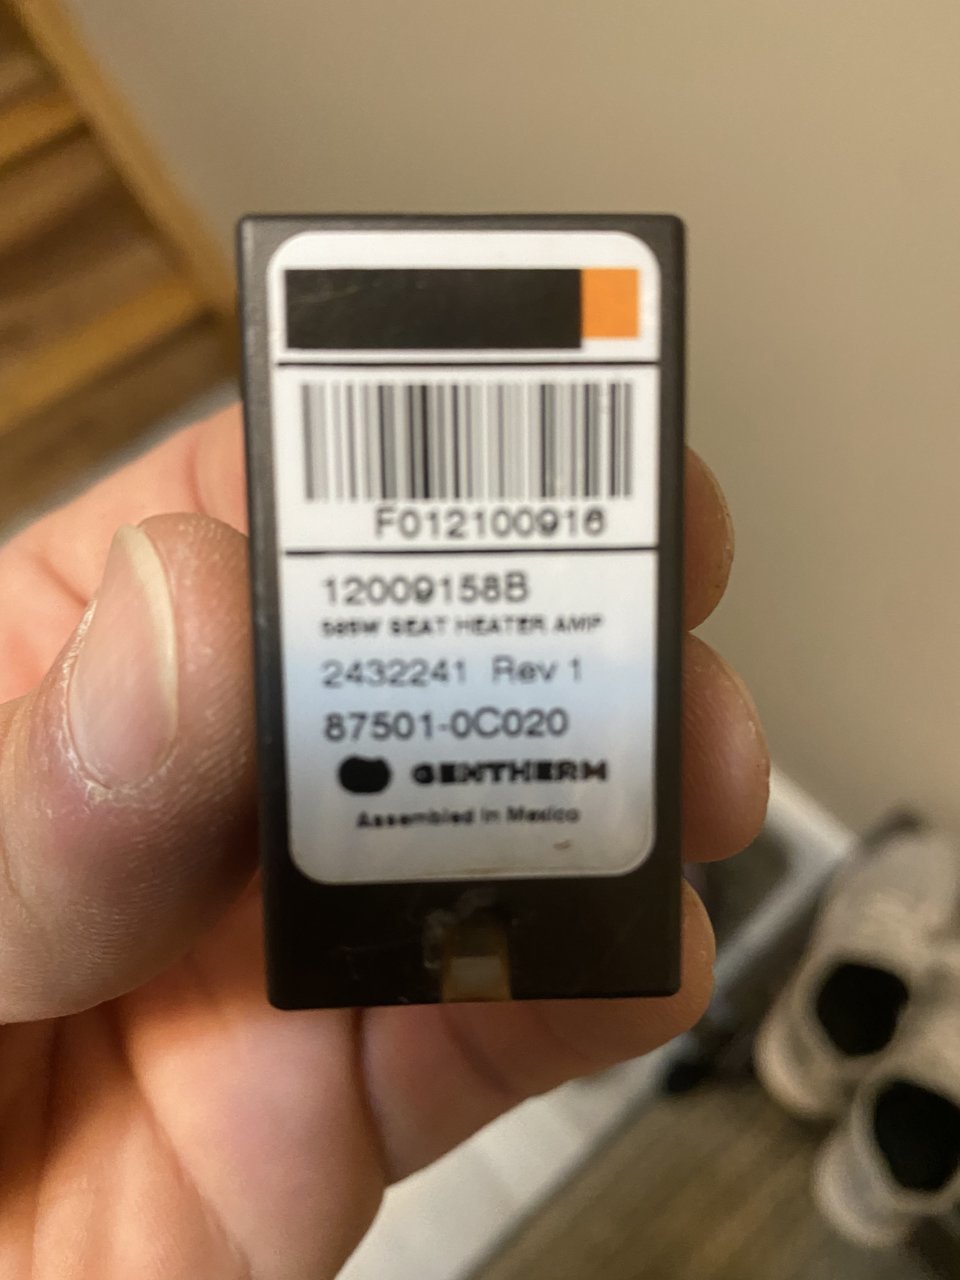 F012100916
12009158B
SEAT HEATER AMP
2432241 Rev 1
87501-0C020
GENTHERM
Assembled in Mexico